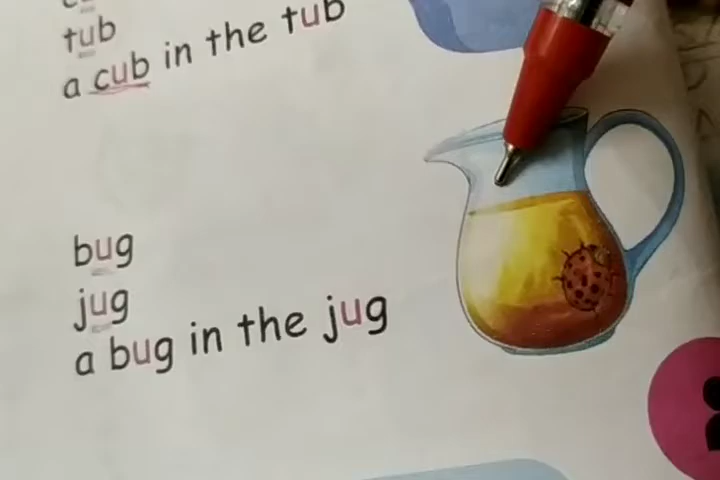 tub
a cub in the tub
bug
jug
a bug in the jug